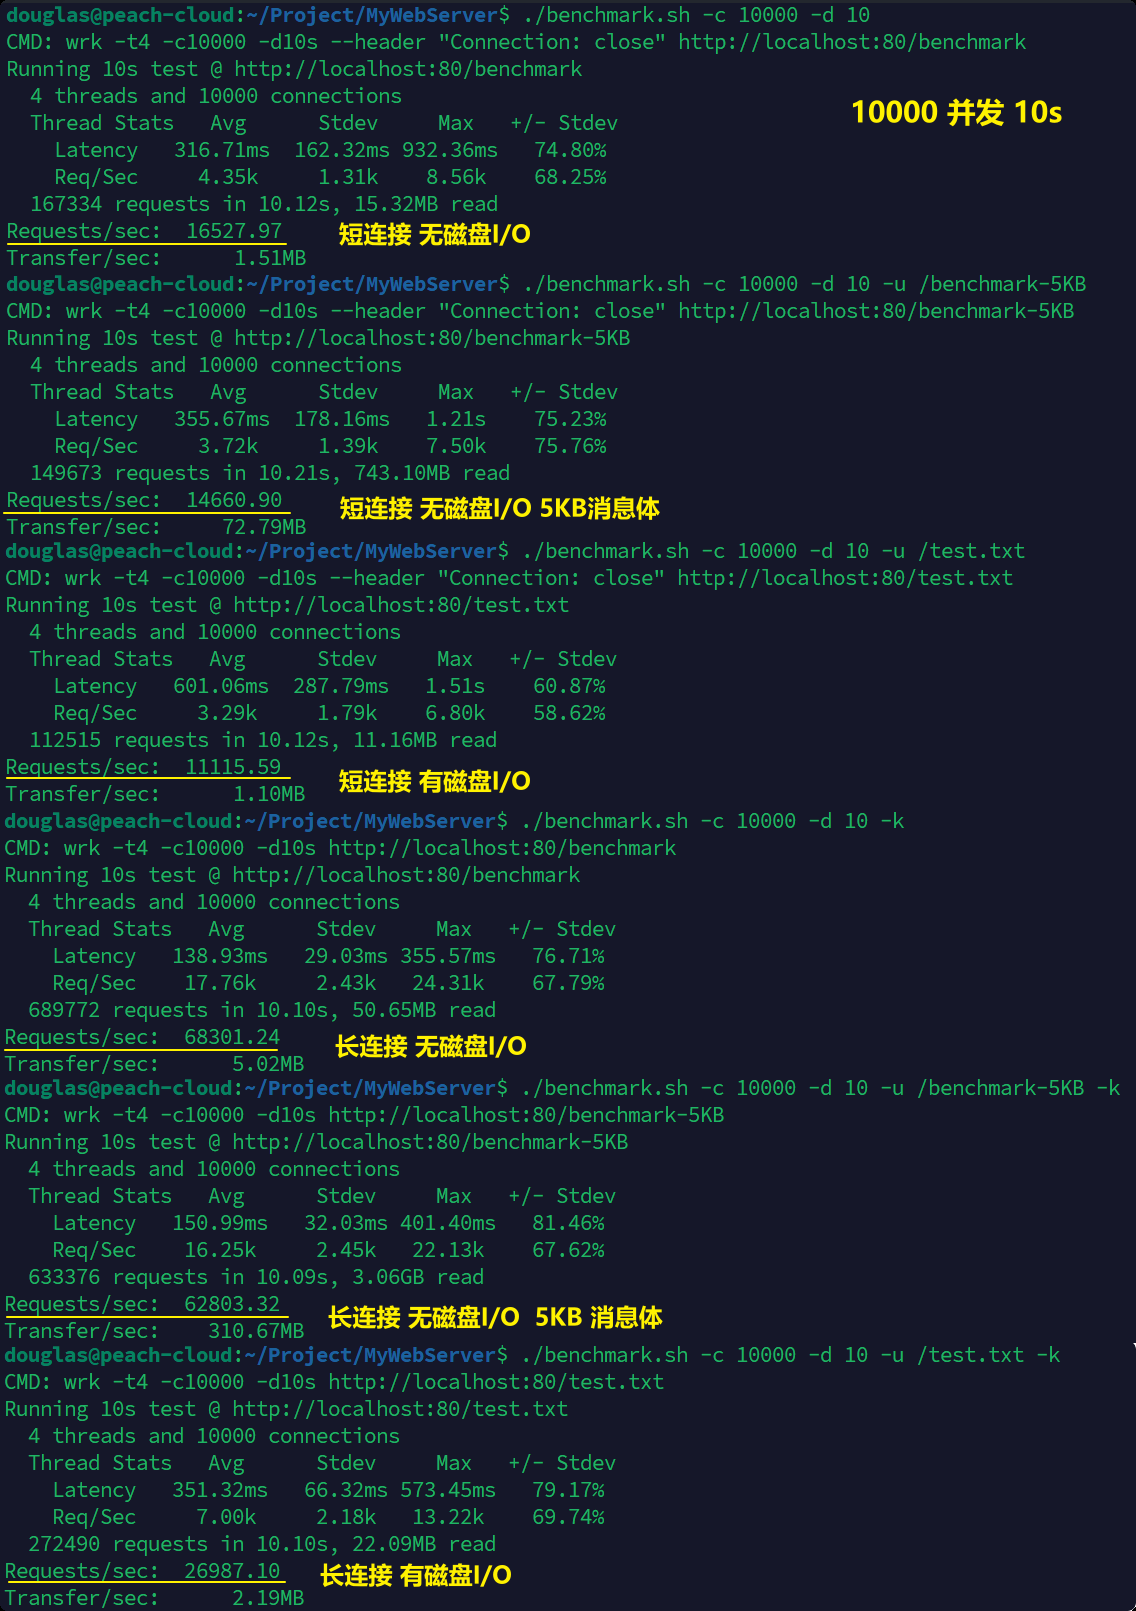 douglas@peach-cloud:~/Project/MyWebServer$ ./benchmark.sh -c 10000 -d 10
CMD: wrk -t4 -c10000 -d10s --header "Connection: close" http://localhost:80/benchmark
Running 10s test @ http://localhost:80/benchmark
4 threads and 10000 connections
10000 并发 10s
Thread Stats Avg Stdev Max +/- Stdev
Latency 316.71ms 162.32ms 932.36ms 74.80%
Req/Sec 4.35k 1.31k 8.56k 68.25%
167334 requests in 10.12s, 15.32MB read
Requests/sec: 16527.97
短连接 无磁盘I/O
Transfer/sec: 1.51MB
douglas@peach-cloud:~/Project/MyWebServer$ ./benchmark.sh -c 10000 -d 10 -u /benchmark-5KB
CMD: wrk -t4 -c10000 -d10s --header "Connection: close" http://localhost:80/benchmark-5KB
Running 10s test @ http://localhost:80/benchmark-5KB
4 threads and 10000 connections
Thread Stats Avg Stdev Max +/- Stdev
Latency 355.67ms 178.16ms 1.21s 75.23%
Req/Sec 3.72k 1.39k 7.50k 75.76%
149673 requests in 10.21s, 743.10MB read
Requests/sec: 14660.90
短连接 无磁盘I/O 5KB消息体
Transfer/sec: 72.79MB
douglas@peach-cloud:~/Project/MyWebServer$ ./benchmark.sh -c 10000 -d 10 -u /test.txt
CMD: wrk -t4 -c10000 -d10s --header "Connection: close" http://localhost:80/test.txt
Running 10s test @ http://localhost:80/test.txt
4 threads and 10000 connections
Thread Stats Avg Stdev Max +/- Stdev
Latency 601.06ms 287.79ms 1.51s 60.87%
Req/Sec 3.29k 1.79k 6.80k 58.62%
112515 requests in 10.12s, 11.16MB read
Requests/sec: 11115.59
短连接 有磁盘I/O
Transfer/sec: 1.10MB
douglas@peach-cloud:~/Project/MyWebServer$ ./benchmark.sh -c 10000 -d 10 -k
CMD: wrk -t4 -c10000 -d10s http://localhost:80/benchmark
Running 10s test @ http://localhost:80/benchmark
4 threads and 10000 connections
Thread Stats Avg Stdev Max +/- Stdev
Latency 138.93ms 29.03ms 355.57ms 76.71%
Req/Sec 17.76k 2.43k 24.31k 67.79%
689772 requests in 10.10s, 50.65MB read
Requests/sec: 68301.24
长连接 无磁盘I/O
Transfer/sec: 5.02MB
douglas@peach-cloud:~/Project/MyWebServer$ ./benchmark.sh -c 10000 -d 10 -u /benchmark-5KB -k
CMD: wrk -t4 -c10000 -d10s http://localhost:80/benchmark-5KB
Running 10s test @ http://localhost:80/benchmark-5KB
4 threads and 10000 connections
Thread Stats Avg Stdev Max +/- Stdev
Latency 150.99ms 32.03ms 401.40ms 81.46%
Req/Sec 16.25k 2.45k 22.13k 67.62%
633376 requests in 10.09s, 3.06GB read
Requests/sec: 62803.32
长连接 无磁盘I/O 5KB 消息体
Transfer/sec: 310.67MB
douglas@peach-cloud:~/Project/MyWebServer$ ./benchmark.sh -c 10000 -d 10 -u /test.txt -k
CMD: wrk -t4 -c10000 -d10s http://localhost:80/test.txt
Running 10s test @ http://localhost:80/test.txt
4 threads and 10000 connections
Thread Stats Avg Stdev Max +/- Stdev
Latency 351.32ms 66.32ms 573.45ms 79.17%
Req/Sec 7.00k 2.18k 13.22k 69.74%
272490 requests in 10.10s, 22.09MB read
Requests/sec: 26987.10
长连接 有磁盘I/O
Transfer/sec: 2.19MB